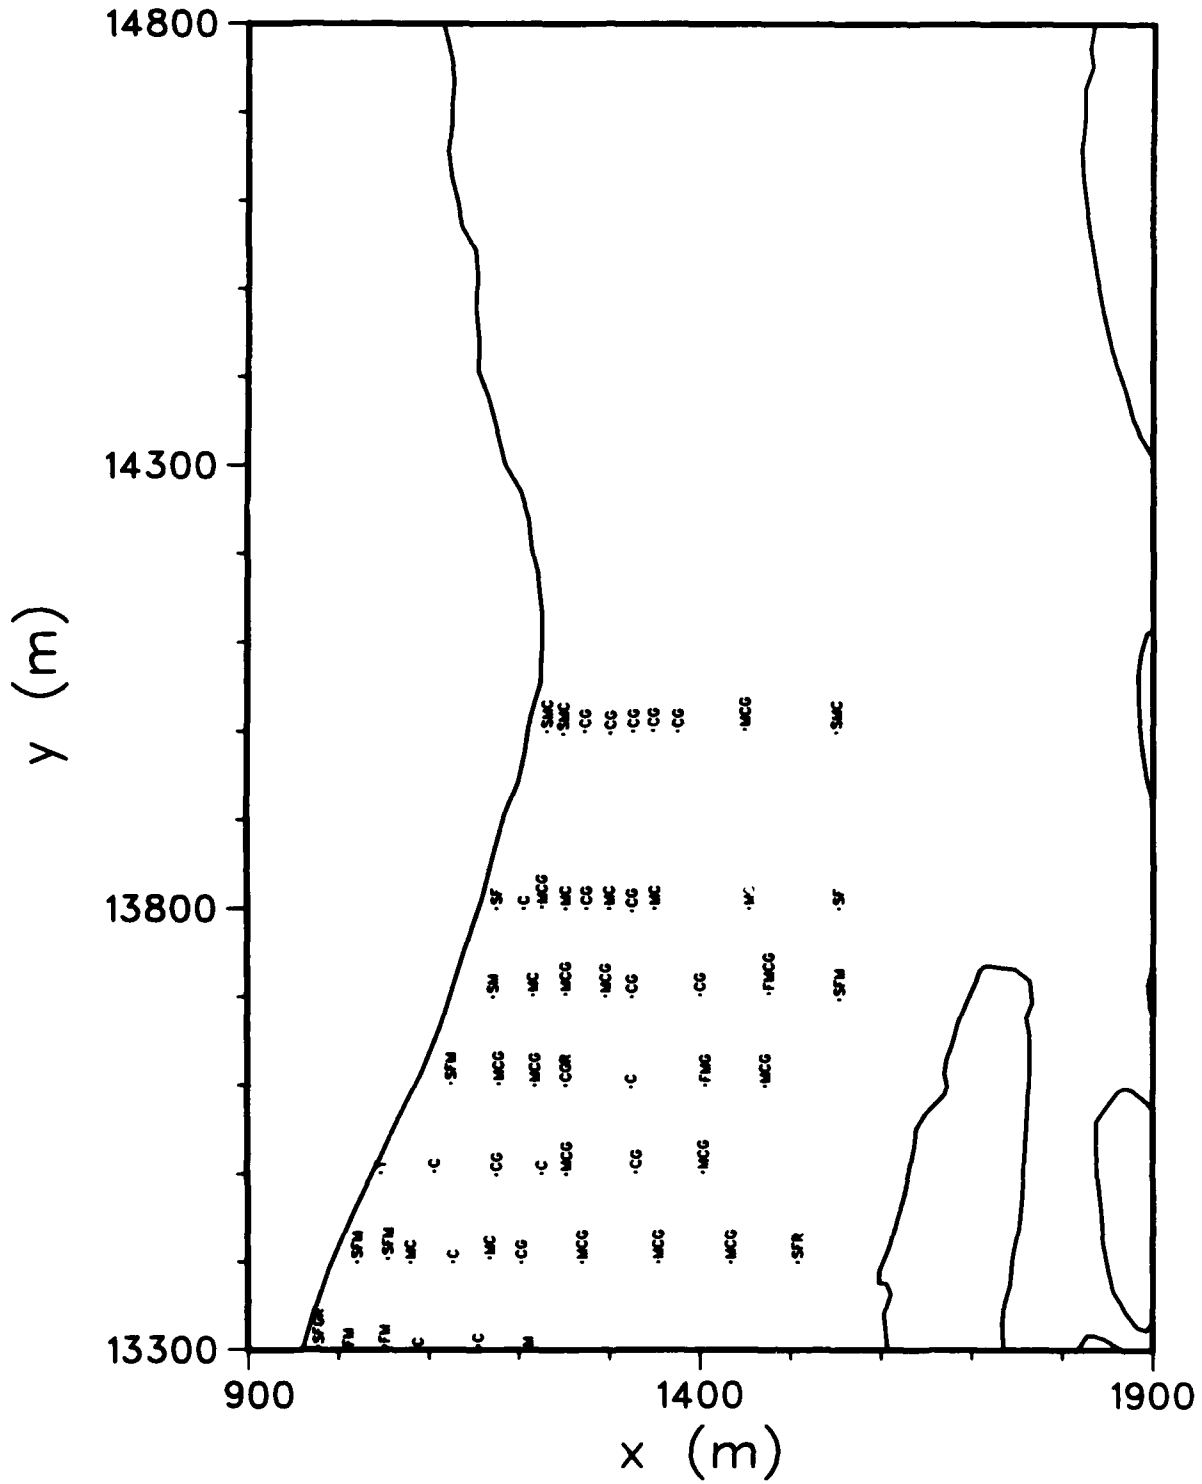 14800
14300
y (m)
SMC SMC CG CG CG CG CG MCG SMC
13800
SF C MCG MC CG MC CG MC SF
SM MC MCG MCG CG CG FMCG SFM
SFM MCG MCG CGR C FMG MCG
C CG C MCG CG MCG
SFM SFM MC C MC CG MCG MCG MCG SFR
FM FM C C M
13300
900 1400 1900
x (m)